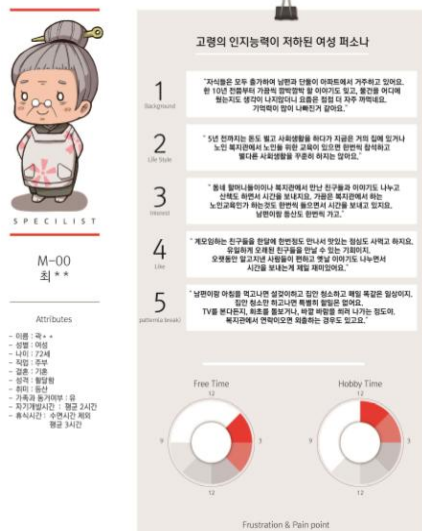 고령의 인지능력이 저하된 여성 퍼소나
1
Background
"자식들은 모두 출가하여 남편과 단둘이 아파트에서 거주하고 있어요.
한 10년 전쯤부터 가끔씩 깜박깜박 할 이야기도 잊고, 물건을 어디에
뒀는지도 생각이 나지않더니 요즘은 점점 더 자주 까먹네요.
기억력이 많이 나빠진거 같아요."
2
Life Style
"5년 전까지는 돈도 벌고 사회생활을 하다가 지금은 거의 집에 있거나
노인 복지관에서 노인을 위한 교육이 있으면 한번씩 참석하고
별다른 사회생활을 꾸준히 하지는 않아요."
3
Interest
"동네 할머니들이이나 복지관에서 만난 친구들과 이야기도 나누고
산책도 하면서 시간을 보내지요. 가끔은 복지관에서 하는
노인교육인가 하는것도 한번씩 들으면서 시간을 보내고 있지요.
남편이랑 등산도 한번씩 가고."
4
Like
"계모임하는 친구들을 한달에 한번정도 만나서 맛있는 점심도 사먹고 하지요.
유일하게 오래된 친구들을 만날 수 있는 기회이지.
오랫동안 알고지낸 사람들이 편하고 옛날 이야기도 나누면서
시간을 보내는게 제일 재미있어요."
5
patternla break)
"남편이랑 아침을 먹고나면 설겆이하고 집안 청소하고 매일 똑같은 일상이지.
집안 청소만 하고나면 특별히 할일은 없어요.
TV를 본다든지, 화초를 돌보거나, 바깥 바람을 쐬러 나가는 정도야.
복지관에서 연락이오면 외출하는 경우도 있고요."
SPECILIST
M-00
최**
Attributes
- 이름 : 곽**
- 성별 : 여성
- 나이 : 72세
- 직업 : 주부
- 결혼 : 기혼
- 성격 : 활달함
- 취미 : 등산
- 가족과 동거여부 : 유
- 자기개발시간 : 평균 2시간
- 휴식시간 : 수면시간 제외
평균 3시간
Free Time
12
9
3
12
Hobby Time
12
9
3
12
Frustration & Pain point